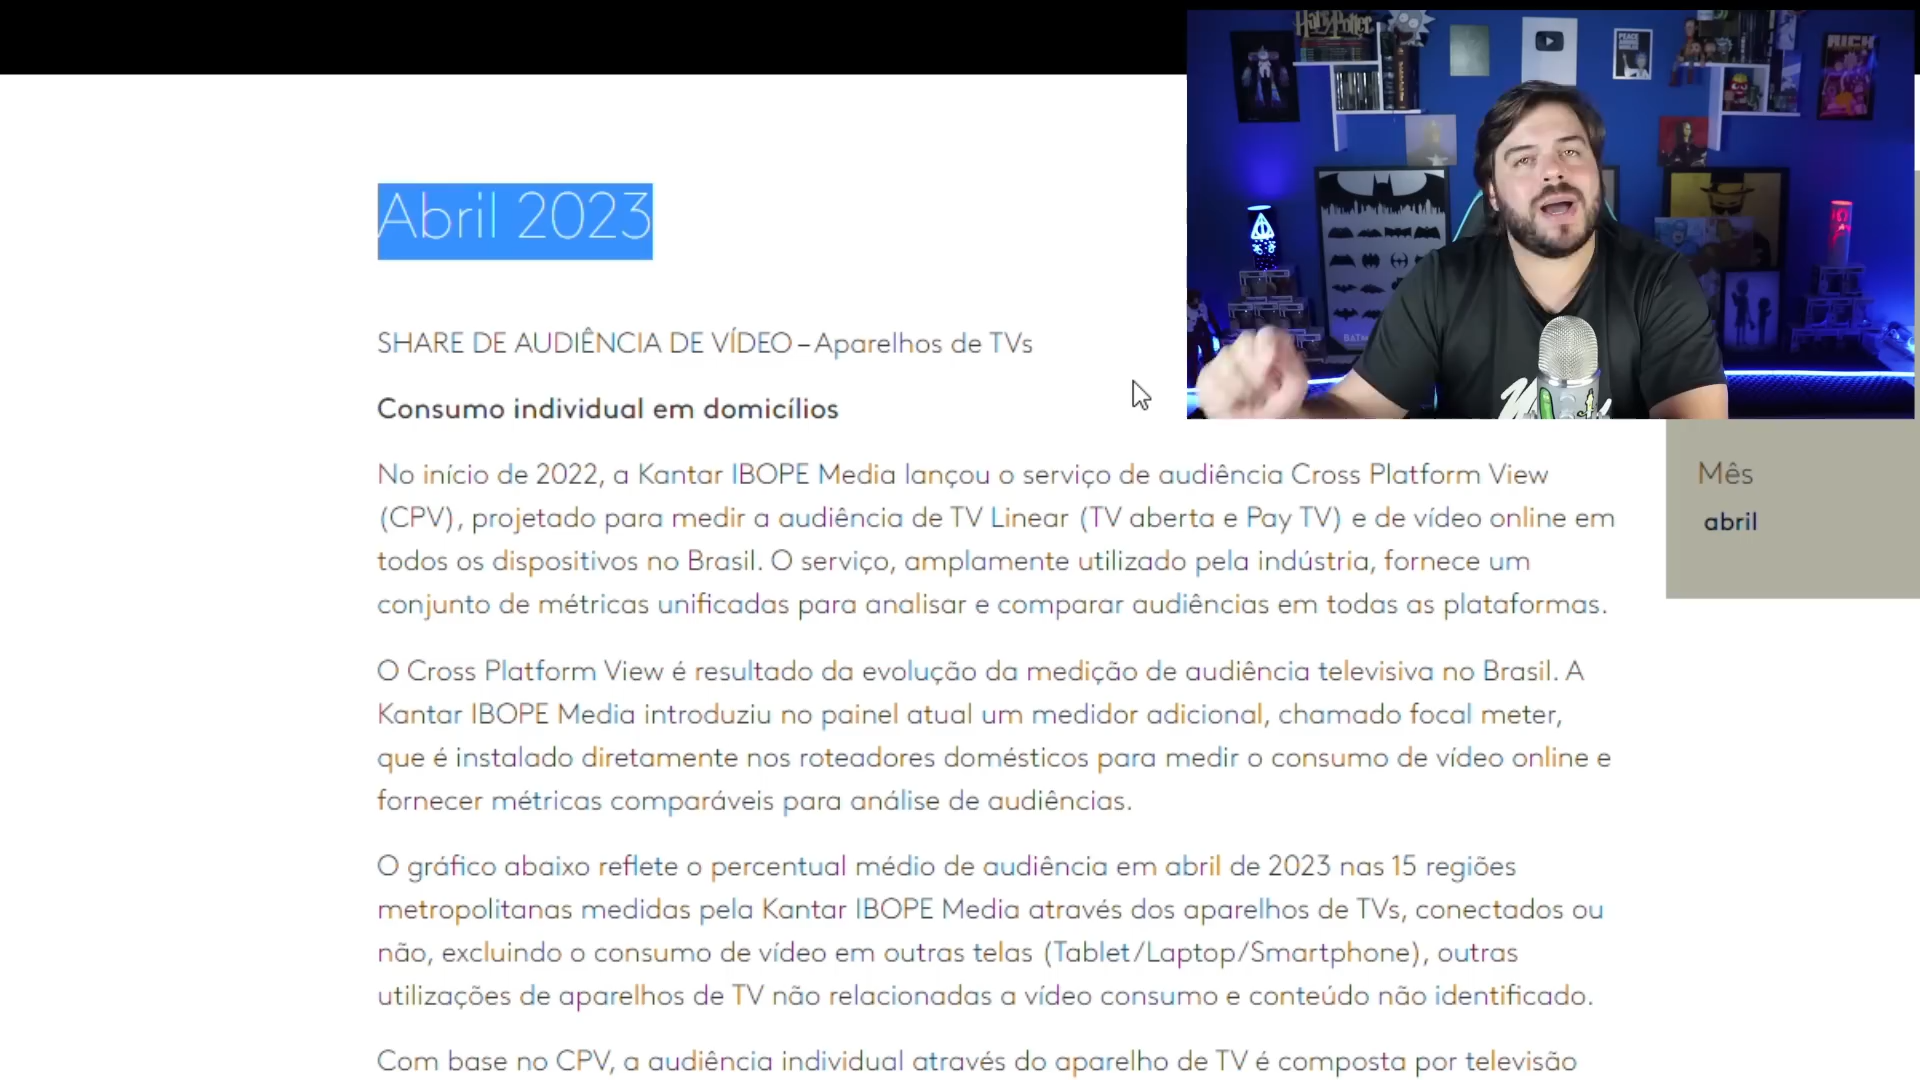 Harry Potter
PEACE
AMONG
WORLDS
RICK
BATM
Abril 2023
SHARE DE AUDIÊNCIA DE VÍDEO – Aparelhos de TVs
Consumo individual em domicílios
No início de 2022, a Kantar IBOPE Media lançou o serviço de audiência Cross Platform View
(CPV), projetado para medir a audiência de TV Linear (TV aberta e Pay TV) e de vídeo online em
todos os dispositivos no Brasil. O serviço, amplamente utilizado pela indústria, fornece um
conjunto de métricas unificadas para analisar e comparar audiências em todas as plataformas.
O Cross Platform View é resultado da evolução da medição de audiência televisiva no Brasil. A
Kantar IBOPE Media introduziu no painel atual um medidor adicional, chamado focal meter,
que é instalado diretamente nos roteadores domésticos para medir o consumo de vídeo online e
fornecer métricas comparáveis para análise de audiências.
O gráfico abaixo reflete o percentual médio de audiência em abril de 2023 nas 15 regiões
metropolitanas medidas pela Kantar IBOPE Media através dos aparelhos de TVs, conectados ou
não, excluindo o consumo de vídeo em outras telas (Tablet/Laptop/Smartphone), outras
utilizações de aparelhos de TV não relacionadas a vídeo consumo e conteúdo não identificado.
Com base no CPV, a audiência individual através do aparelho de TV é composta por televisão
Mês
abril